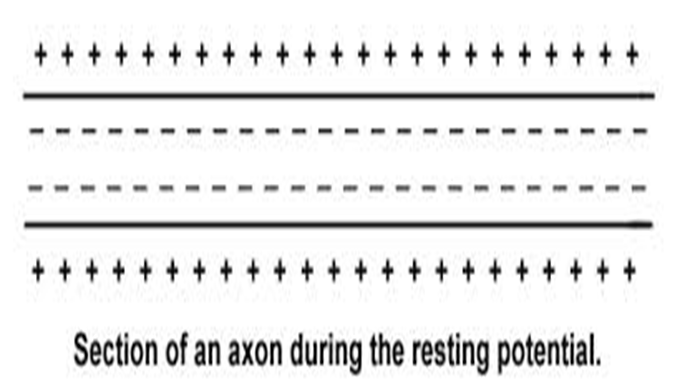 Section of an axon during the resting potential.